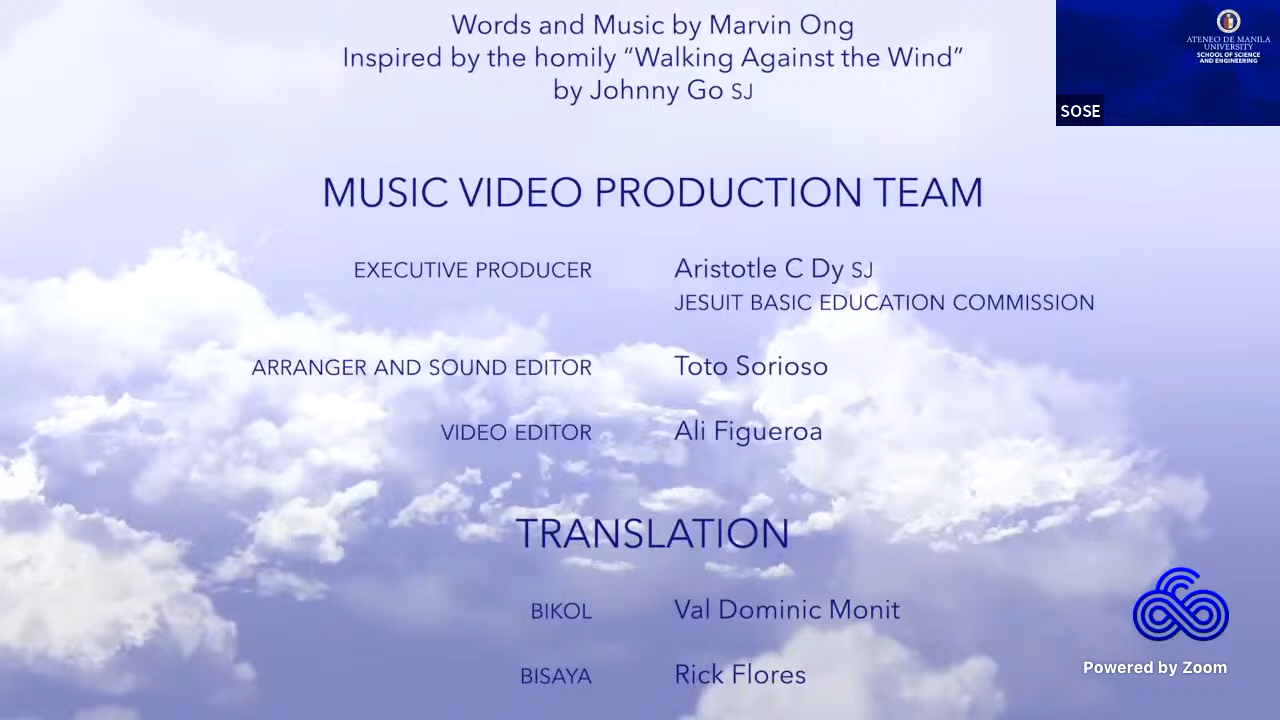 Words and Music by Marvin Ong
Inspired by the homily “Walking Against the Wind”
by Johnny Go SJ
ATENEO DE MANILA
UNIVERSITY
SCHOOL OF SCIENCE
AND ENGINEERING
SOSE
MUSIC VIDEO PRODUCTION TEAM
EXECUTIVE PRODUCER Aristotle C Dy SJ
JESUIT BASIC EDUCATION COMMISSION
ARRANGER AND SOUND EDITOR Toto Sorioso
VIDEO EDITOR Ali Figueroa
TRANSLATION
BIKOL Val Dominic Monit
BISAYA Rick Flores
Powered by Zoom